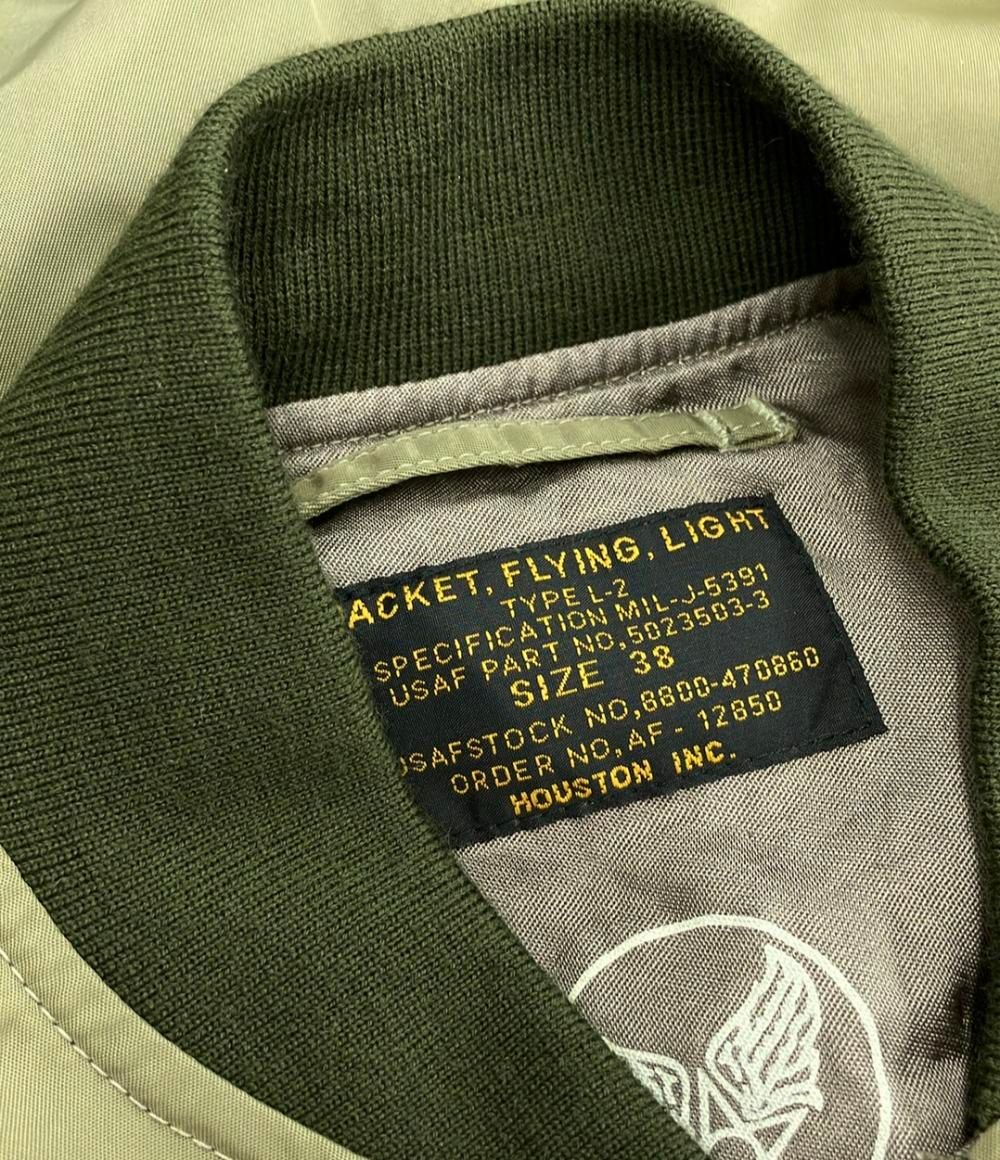 ACKET, FLYING, LIGHT
TYPE L-2
SPECIFICATION MIL-J-5391
USAF PART NO, 5023503-3
SIZE 38
USAFSTOCK NO, 8800-470860
ORDER NO, AF- 12850
HOUSTON INC.